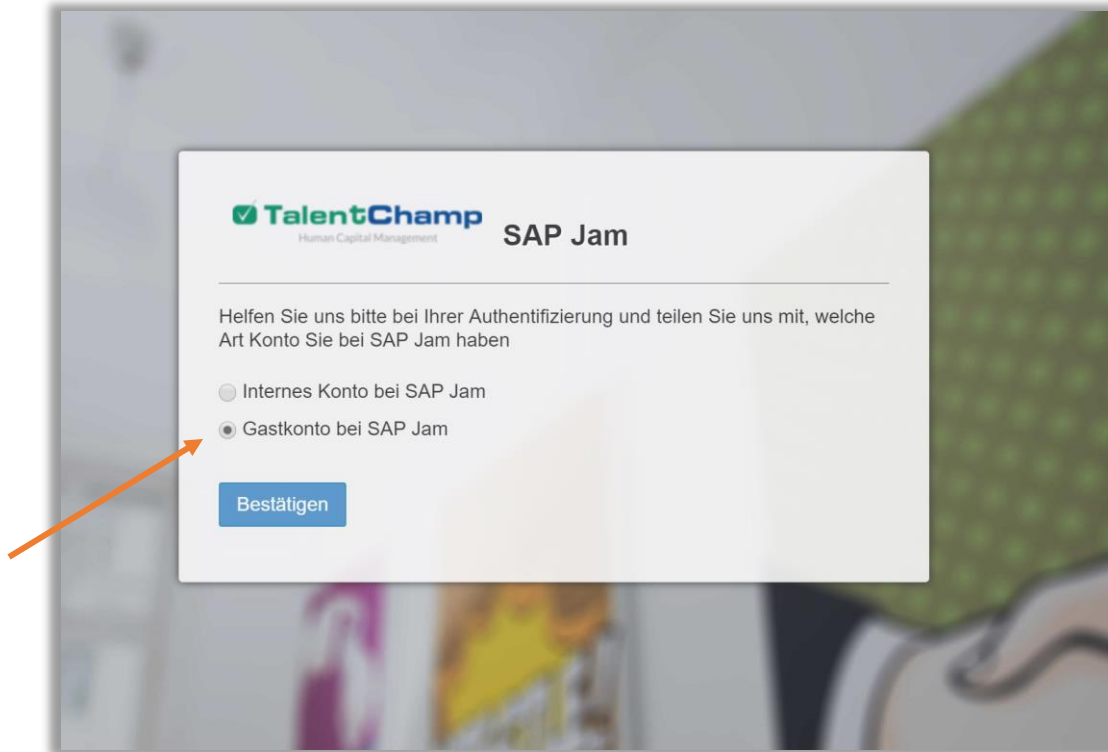 TalentChamp
Human Capital Management
SAP Jam
Helfen Sie uns bitte bei Ihrer Authentifizierung und teilen Sie uns mit, welche
Art Konto Sie bei SAP Jam haben
Internes Konto bei SAP Jam
Gastkonto bei SAP Jam
Bestätigen